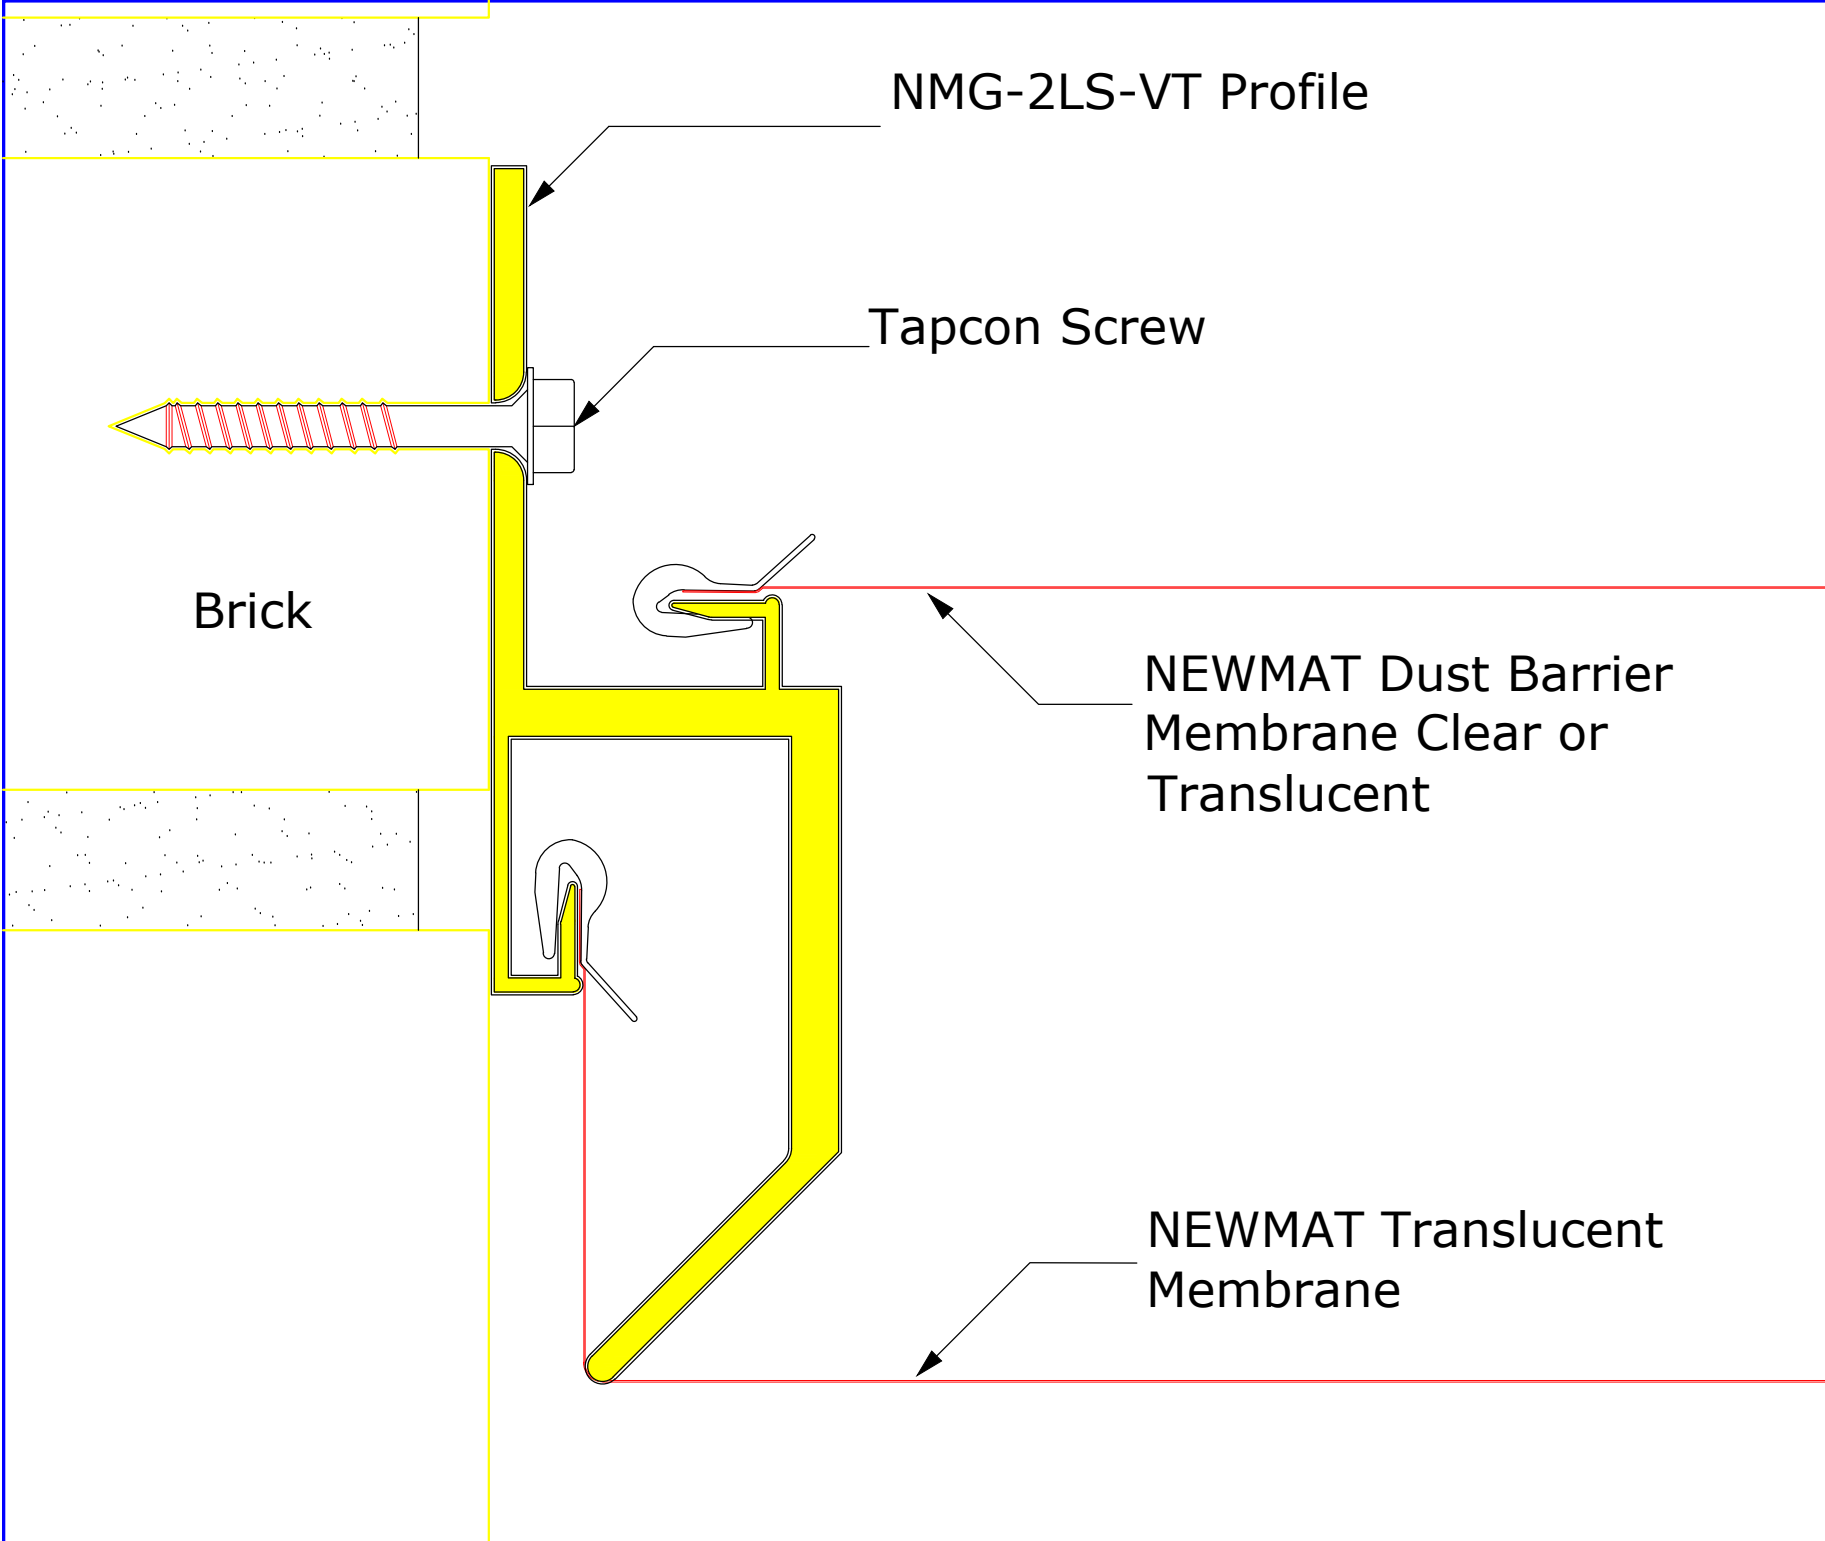 NMG-2LS-VT Profile
Tapcon Screw
Brick
NEWMAT Dust Barrier
Membrane Clear or
Translucent
NEWMAT Translucent
Membrane